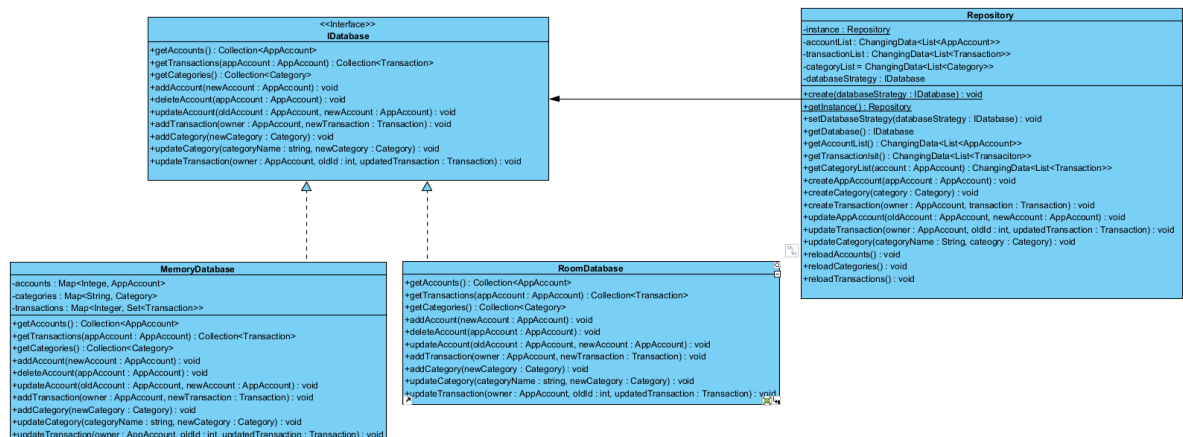 <<Interface>>
IDatabase
+getAccounts() : Collection<AppAccount>
+getTransactions(appAccount : AppAccount) : Collection<Transaction>
+getCategories() : Collection<Category>
+addAccount(newAccount : AppAccount) : void
+deleteAccount(appAccount : AppAccount) : void
+updateAccount(oldAccount : AppAccount, newAccount : AppAccount) : void
+addTransaction(owner : AppAccount, newTransaction : Transaction) : void
+addCategory(newCategory : Category) : void
+updateCategory(categoryName : string, newCategory : Category) : void
+updateTransaction(owner : AppAccount, oldId : int, updatedTransaction : Transaction) : void
Repository
-instance : Repository
-accountList : ChangingData<List<AppAccount>>
-transactionList : ChangingData<List<Transaction>>
-categoryList = ChangingData<List<Category>>
-databaseStrategy : IDatabase
+create(databaseStrategy : IDatabase) : void
+getInstance() : Repository
+setDatabaseStrategy(databaseStrategy : IDatabase) : void
+getDatabase() : IDatabase
+getAccountList() : ChangingData<List<AppAccount>>
+getTransactionlsit() : ChangingData<List<Transaciton>>
+getCategoryList(account : AppAccount) : ChangingData<List<Transaction>>
+createAppAccount(appAccount : AppAccount) : void
+createCategory(category : Category) : void
+createTransaction(owner : AppAccount, transaction : Transaction) : void
+updateAppAccount(oldAccount : AppAccount, newAccount : AppAccount) : void
+updateTransaction(owner : AppAccount, oldId : int, updatedTransaction : Transaction) : void
+updateCategory(categoryName : String, cateogry : Category) : void
+reloadAccounts() : void
+reloadCategories() : void
+reloadTransactions() : void
MemoryDatabase
-accounts : Map<Intege, AppAccount>
-categories : Map<String, Category>
-transactions : Map<Integer, Set<Transaction>>
+getAccounts() : Collection<AppAccount>
+getTransactions(appAccount : AppAccount) : Collection<Transaction>
+getCategories() : Collection<Category>
+addAccount(newAccount : AppAccount) : void
+deleteAccount(appAccount : AppAccount) : void
+updateAccount(oldAccount : AppAccount, newAccount : AppAccount) : void
+addTransaction(owner : AppAccount, newTransaction : Transaction) : void
+addCategory(newCategory : Category) : void
+updateCategory(categoryName : string, newCategory : Category) : void
+updateTransaction(owner : AppAccount, oldId : int, updatedTransaction : Transaction) : void
RoomDatabase
+getAccounts() : Collection<AppAccount>
+getTransactions(appAccount : AppAccount) : Collection<Transaction>
+getCategories() : Collection<Category>
+addAccount(newAccount : AppAccount) : void
+deleteAccount(appAccount : AppAccount) : void
+updateAccount(oldAccount : AppAccount, newAccount : AppAccount) : void
+addTransaction(owner : AppAccount, newTransaction : Transaction) : void
+addCategory(newCategory : Category) : void
+updateCategory(categoryName : string, newCategory : Category) : void
+updateTransaction(owner : AppAccount, oldId : int, updatedTransaction : Transaction) : void